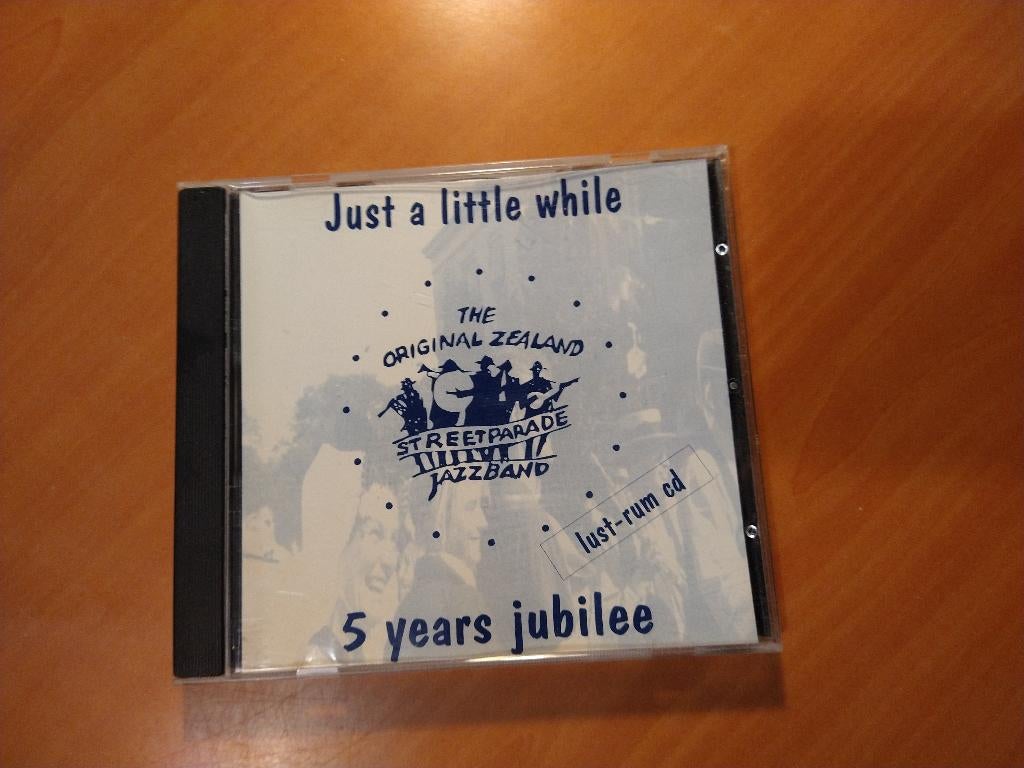 Just a little while
THE
ORIGINAL ZEALAND
STREETPARADE
JAZZBAND
lust-rum cd
5 years jubilee